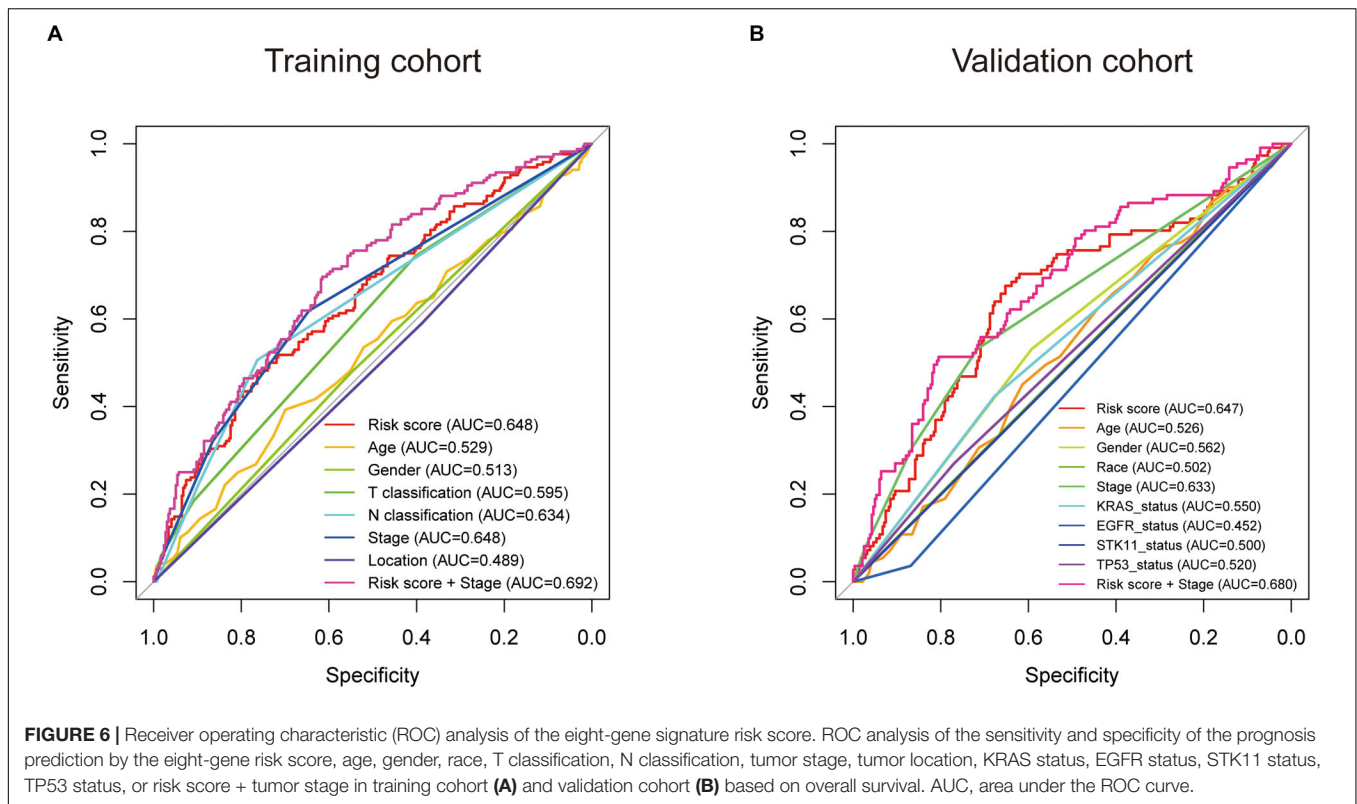 A
Training cohort
Sensitivity
1.0
0.8
0.6
0.4
0.2
0.0
Risk score (AUC=0.648)
Age (AUC=0.529)
Gender (AUC=0.513)
T classification (AUC=0.595)
N classification (AUC=0.634)
Stage (AUC=0.648)
Location (AUC=0.489)
Risk score + Stage (AUC=0.692)
1.0 0.8 0.6 0.4 0.2 0.0
Specificity
B
Validation cohort
Sensitivity
1.0
0.8
0.6
0.4
0.2
0.0
Risk score (AUC=0.647)
Age (AUC=0.526)
Gender (AUC=0.562)
Race (AUC=0.502)
Stage (AUC=0.633)
KRAS_status (AUC=0.550)
EGFR_status (AUC=0.452)
STK11_status (AUC=0.500)
TP53_status (AUC=0.520)
Risk score + Stage (AUC=0.680)
1.0 0.8 0.6 0.4 0.2 0.0
Specificity
FIGURE 6 | Receiver operating characteristic (ROC) analysis of the eight-gene signature risk score. ROC analysis of the sensitivity and specificity of the prognosis
prediction by the eight-gene risk score, age, gender, race, T classification, N classification, tumor stage, tumor location, KRAS status, EGFR status, STK11 status,
TP53 status, or risk score + tumor stage in training cohort (A) and validation cohort (B) based on overall survival. AUC, area under the ROC curve.